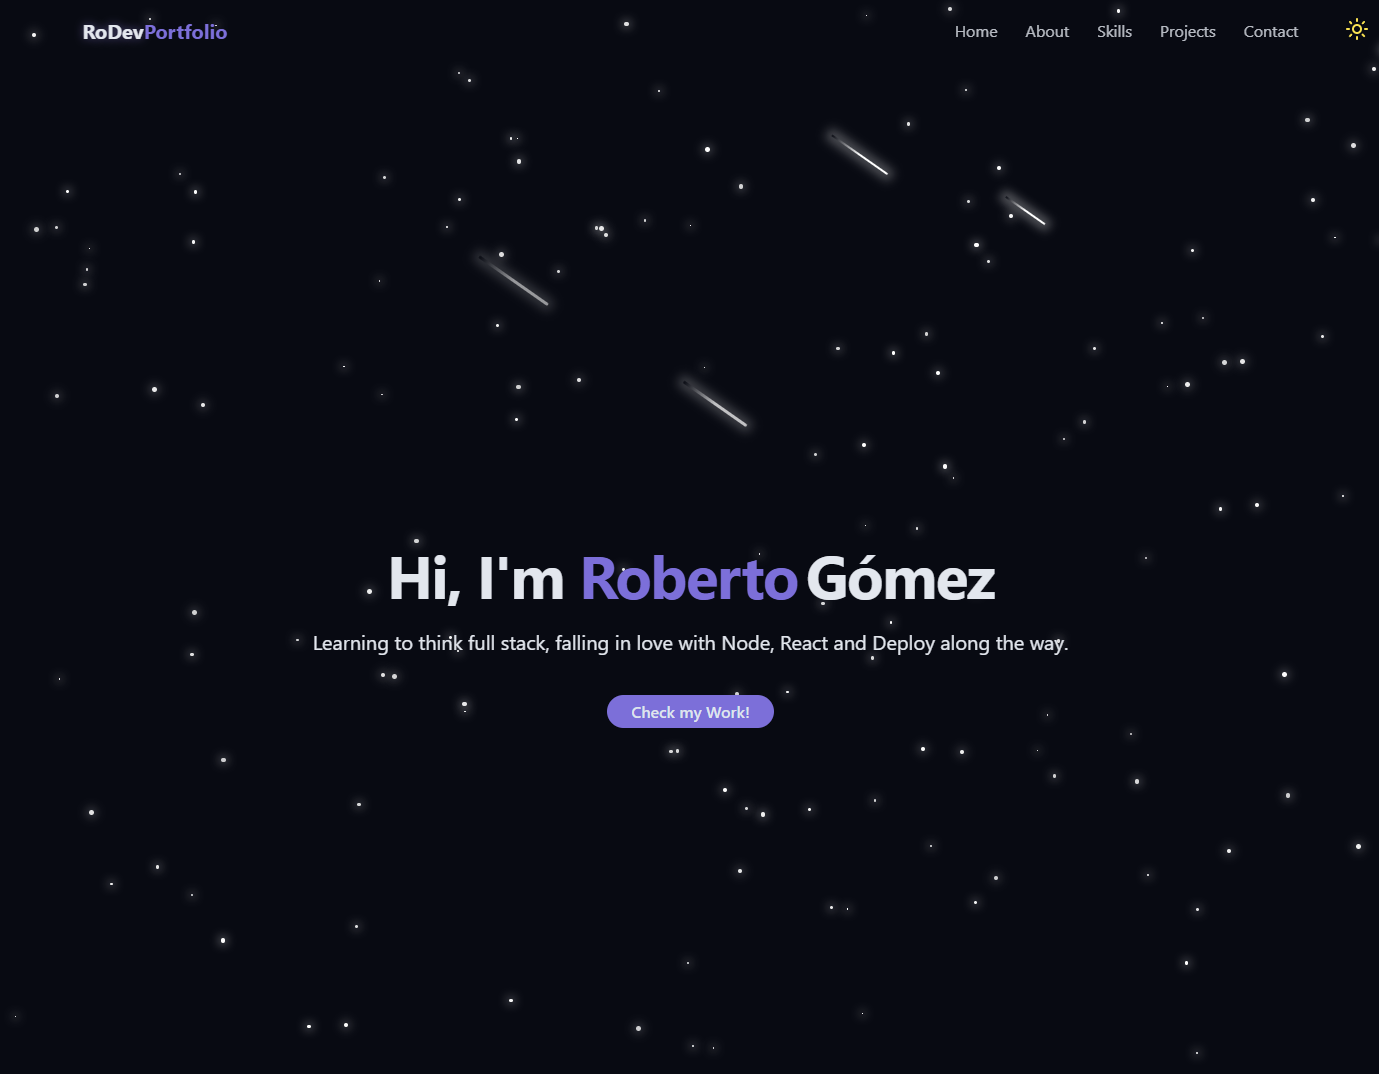 RoDevPortfolio
Home About Skills Projects Contact
Hi, I'm Roberto Gómez
Learning to think full stack, falling in love with Node, React and Deploy along the way.
Check my Work!